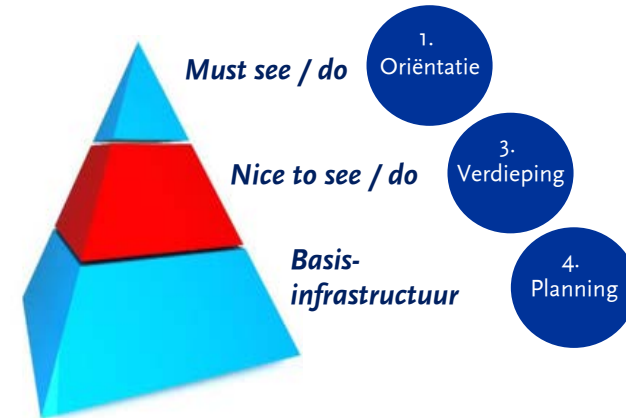 Must see / do
1.
Oriëntatie
Nice to see / do
3.
Verdieping
Basis-
infrastructuur
4.
Planning